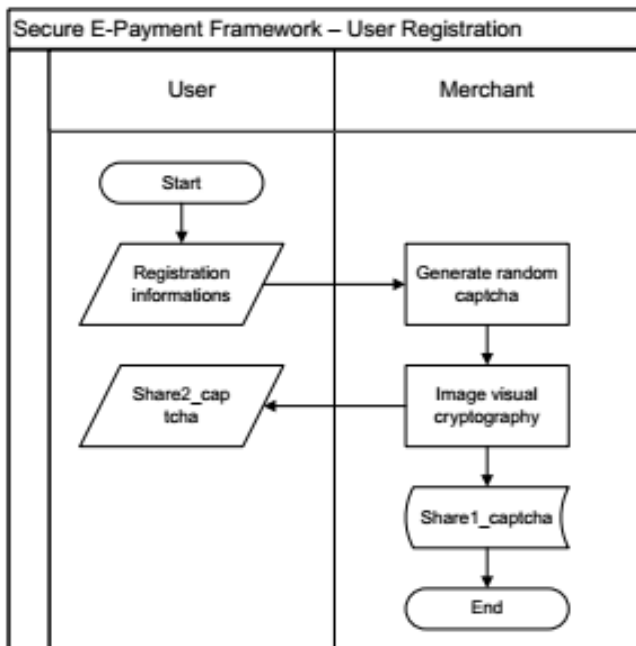 Secure E-Payment Framework – User Registration
User
Merchant
Start
Registration
informations
Generate random
captcha
Share2_cap
tcha
Image visual
cryptography
Share1_captcha
End